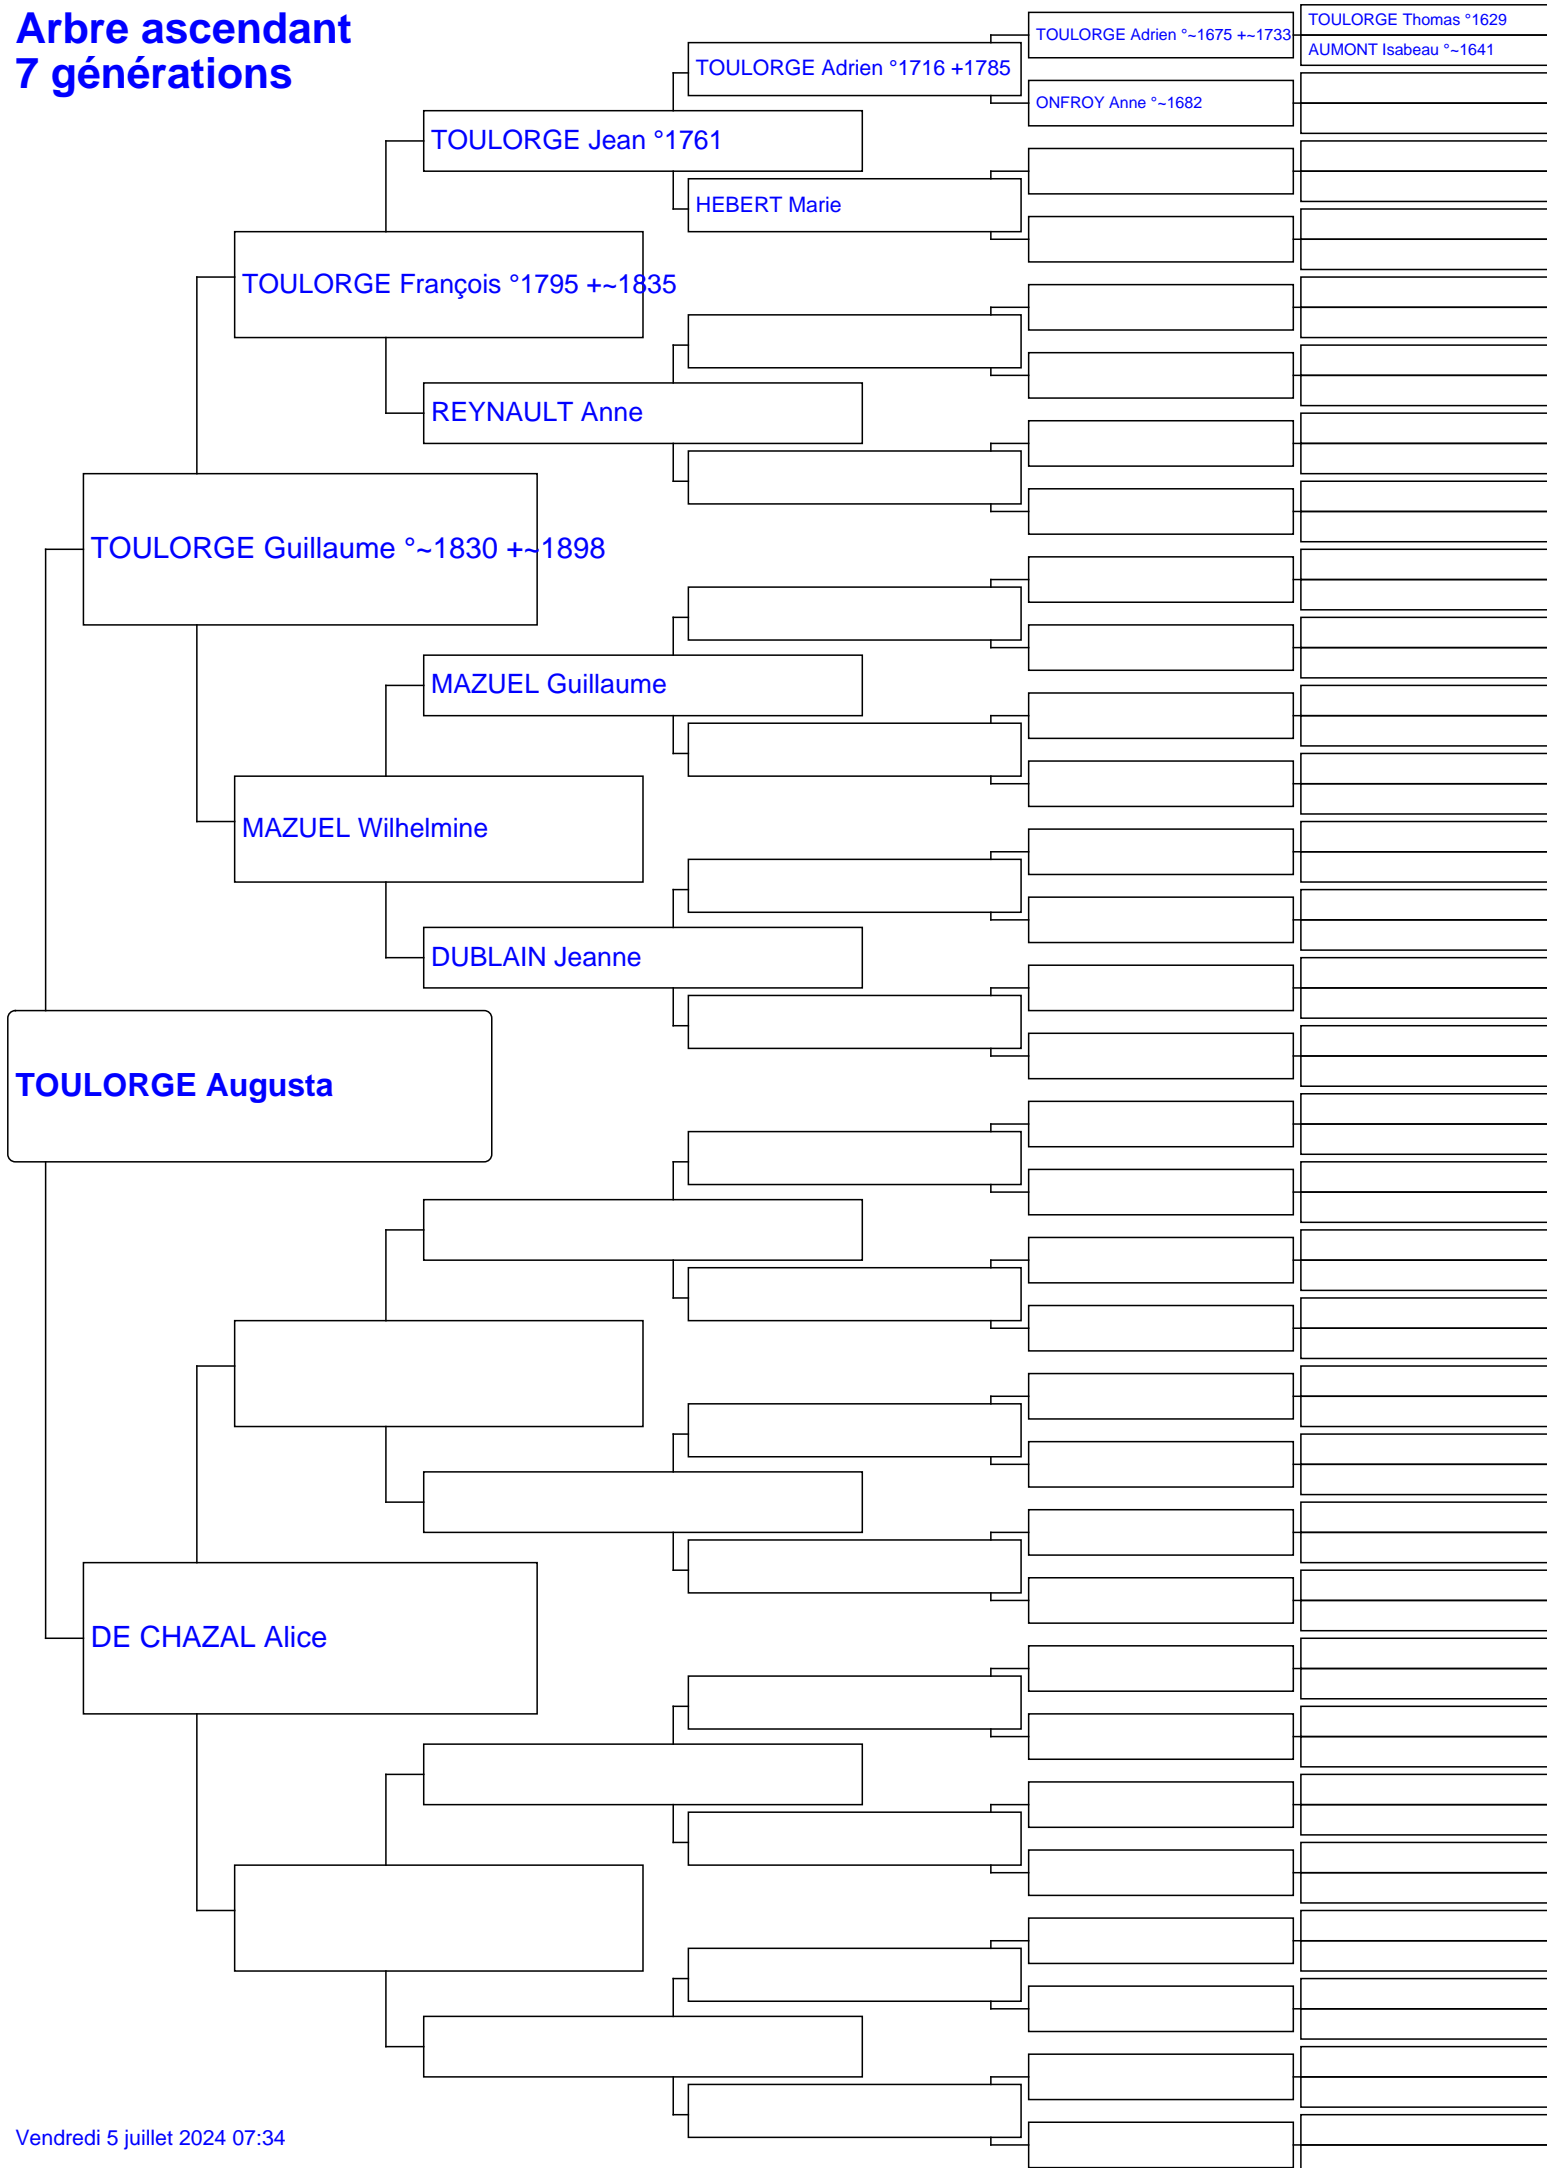 Arbre ascendant
7 générations
TOULORGE Thomas °1629
TOULORGE Adrien °~1675 +~1733
AUMONT Isabeau °~1641
TOULORGE Adrien °1716 +1785
ONFROY Anne °~1682
TOULORGE Jean °1761
HEBERT Marie
TOULORGE François °1795 +~1835
REYNAULT Anne
TOULORGE Guillaume °~1830 +~1898
MAZUEL Guillaume
MAZUEL Wilhelmine
DUBLAIN Jeanne
TOULORGE Augusta
DE CHAZAL Alice
Vendredi 5 juillet 2024 07:34